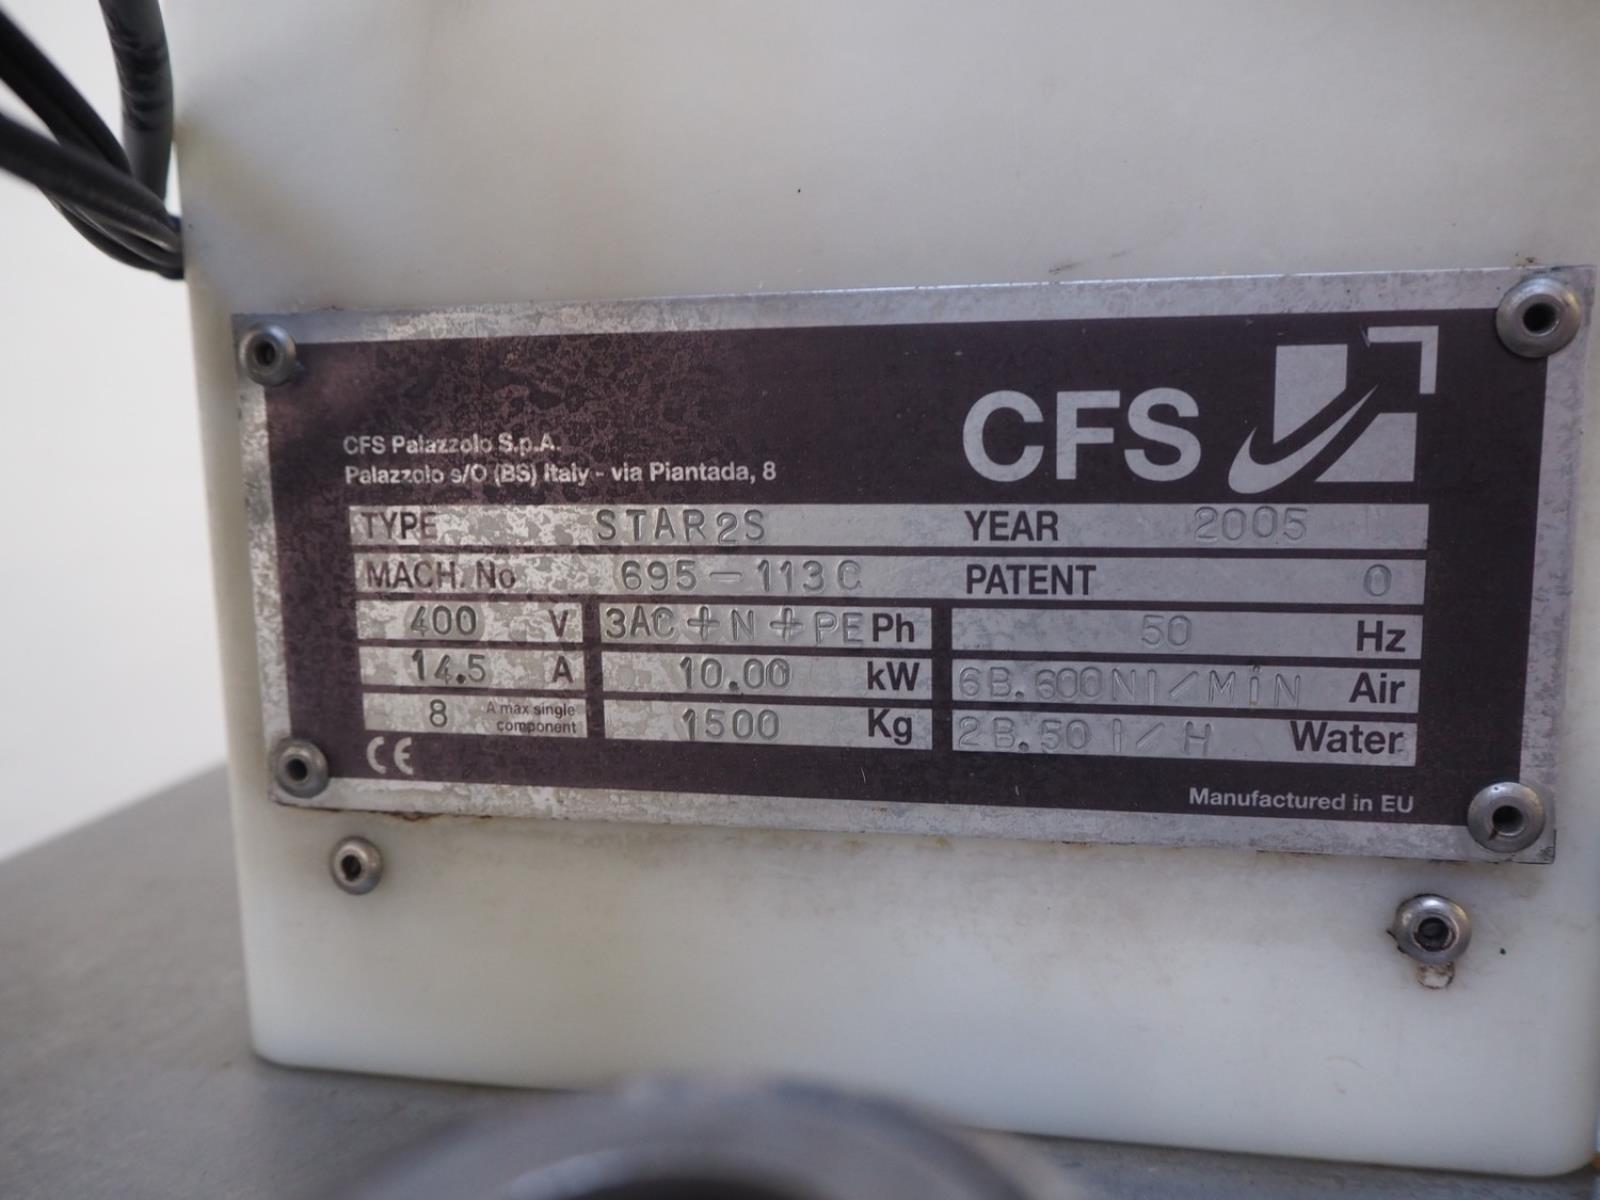 CFS
CFS Palazzolo S.p.A.
Palazzolo s/O (BS) Italy - via Piantada, 8
TYPE STAR2S YEAR 2005
MACH. No 695-113C PATENT 0
400 V 3AC+N+PE Ph 50 Hz
14.5 A 10.00 kW 6B.600Nl/MiN Air
8 A max single component 1500 Kg 2B.50 l/H Water
CE
Manufactured in EU